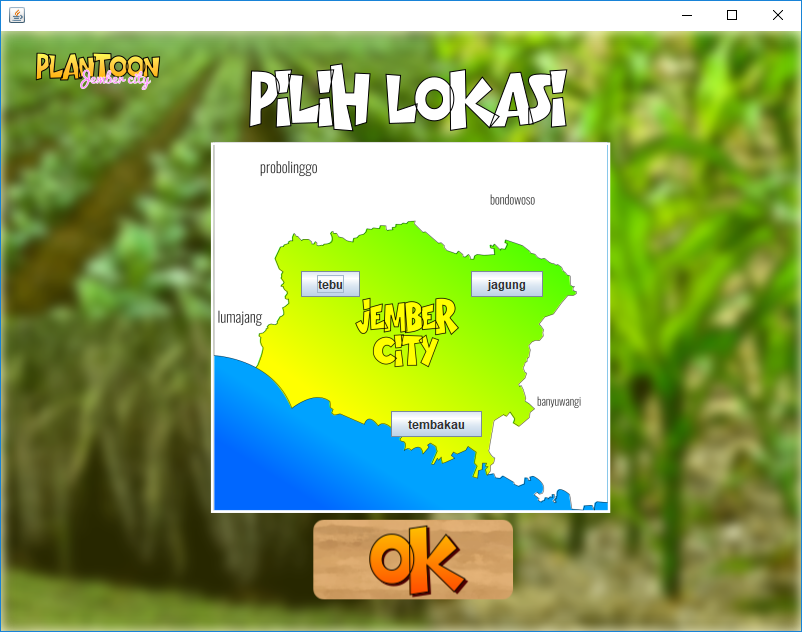 PLANTOON
Jember city
PiLiH LOKASi
probolinggo
bondowoso
tebu
jagung
JEMBER
CiTY
lumajang
banyuwangi
tembakau
OK